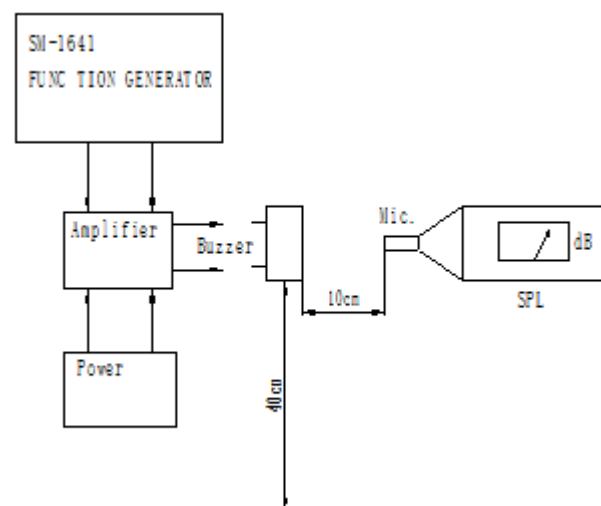 SM-1641
FUNC TION GENERATOR
Amplifier
Buzzer
Mic.
dB
SPL
10cm
Power
40cm